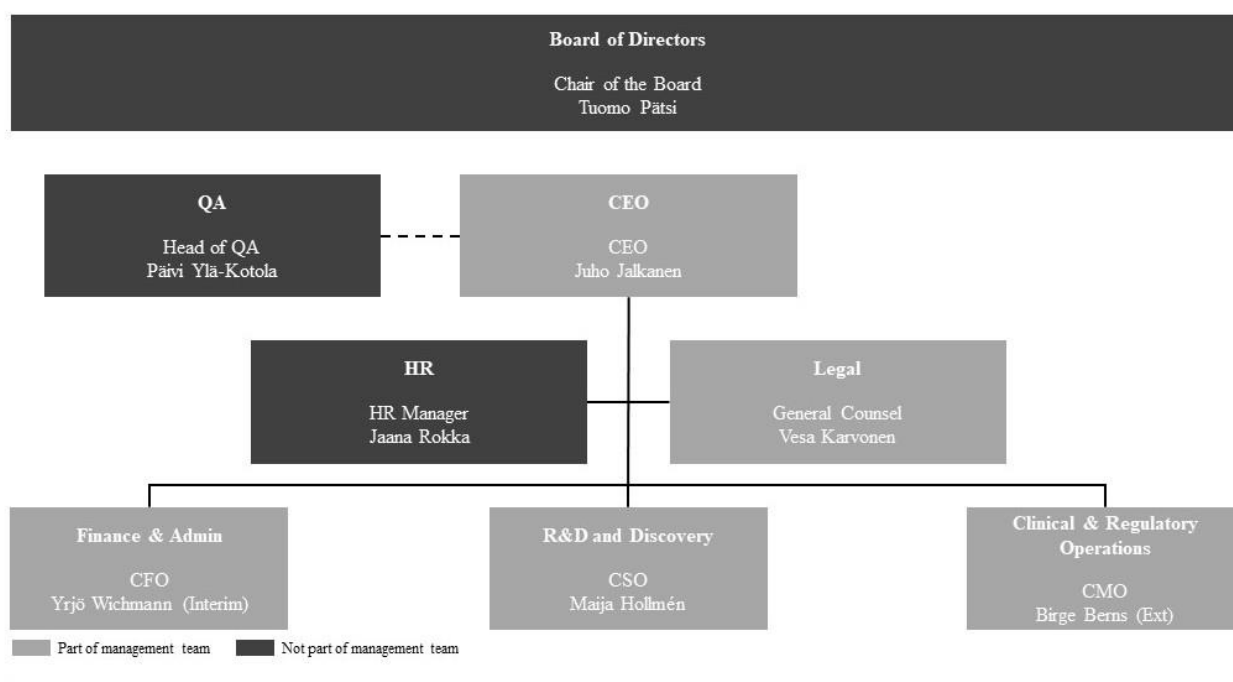 Board of Directors
Chair of the Board
Tuomo Pätsi
QA
Head of QA
Päivi Ylä-Kotola
CEO
CEO
Juho Jalkanen
HR
HR Manager
Jaana Rokka
Legal
General Counsel
Vesa Karvonen
Finance & Admin
CFO
Yrjö Wichmann (Interim)
R&D and Discovery
CSO
Maija Hollmén
Clinical & Regulatory
Operations
CMO
Birge Berns (Ext)
Part of management team
Not part of management team